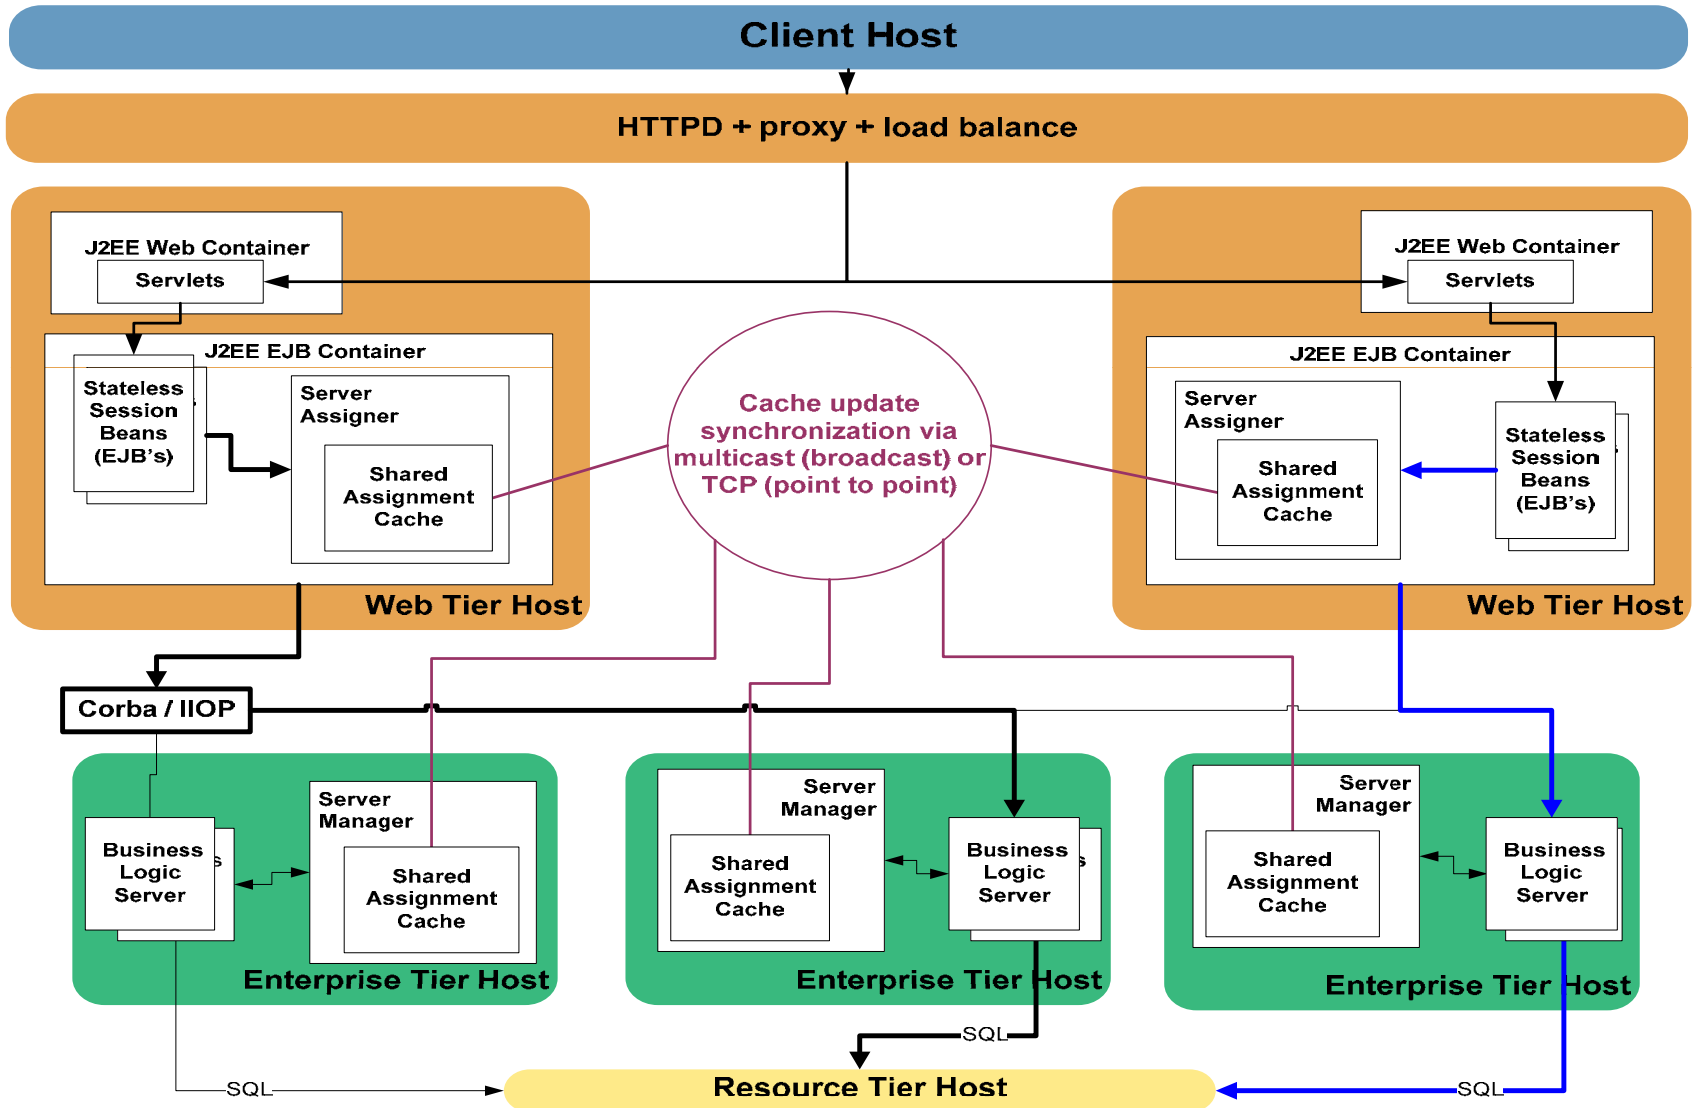 Client Host
HTTPD + proxy + load balance
J2EE Web Container
Servlets
J2EE EJB Container
Stateless
Session
Beans
(EJB's)
Server
Assigner
Shared
Assignment
Cache
Web Tier Host
Cache update
synchronization via
multicast (broadcast) or
TCP (point to point)
J2EE Web Container
Servlets
J2EE EJB Container
Server
Assigner
Shared
Assignment
Cache
Stateless
Session
Beans
(EJB's)
Web Tier Host
Corba / IIOP
Business
Logic
Server
s
Server
Manager
Shared
Assignment
Cache
Enterprise Tier Host
Server
Manager
Shared
Assignment
Cache
Business
Logic
Server
s
Enterprise Tier Host
Server
Manager
Shared
Assignment
Cache
Business
Logic
Server
Enterprise Tier Host
SQL
SQL
SQL
Resource Tier Host